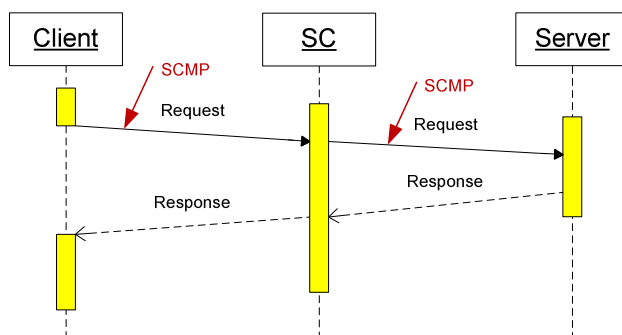 Client
SC
Server
SCMP
SCMP
Request
Request
Response
Response